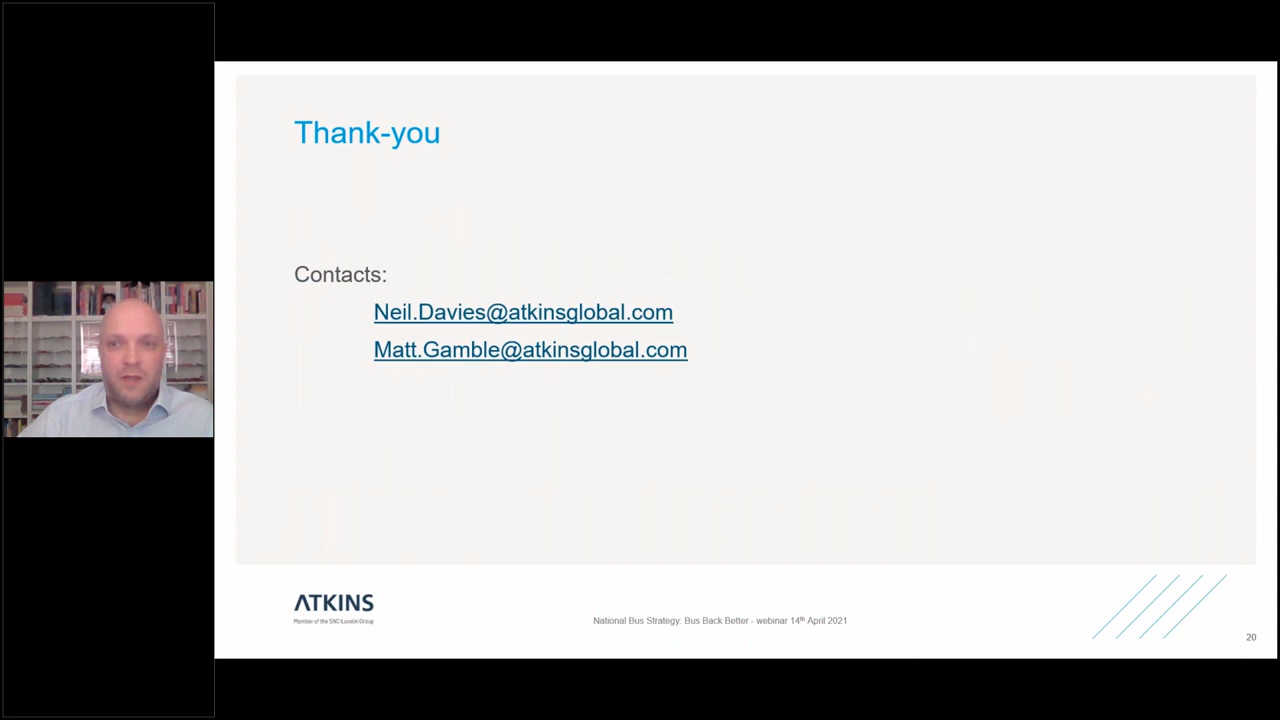 Thank-you
Contacts:
Neil.Davies@atkinsglobal.com
Matt.Gamble@atkinsglobal.com
ATKINS
Member of the SNC-Lavalin Group
National Bus Strategy: Bus Back Better - webinar 14th April 2021
20